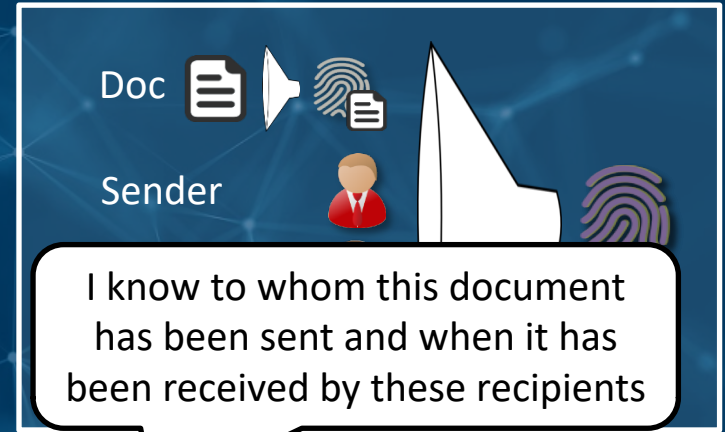 Doc
Sender
I know to whom this document
has been sent and when it has
been received by these recipients